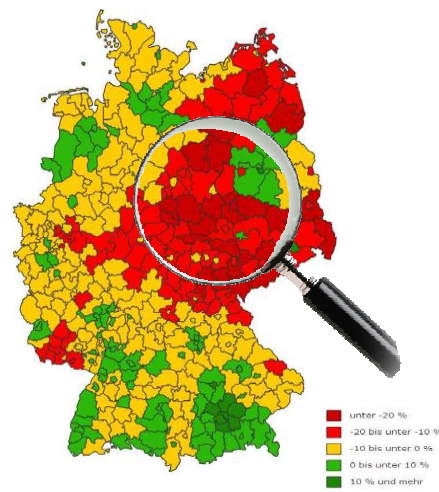 unter -20 %
-20 bis unter -10 %
-10 bis unter 0 %
0 bis unter 10 %
10 % und mehr